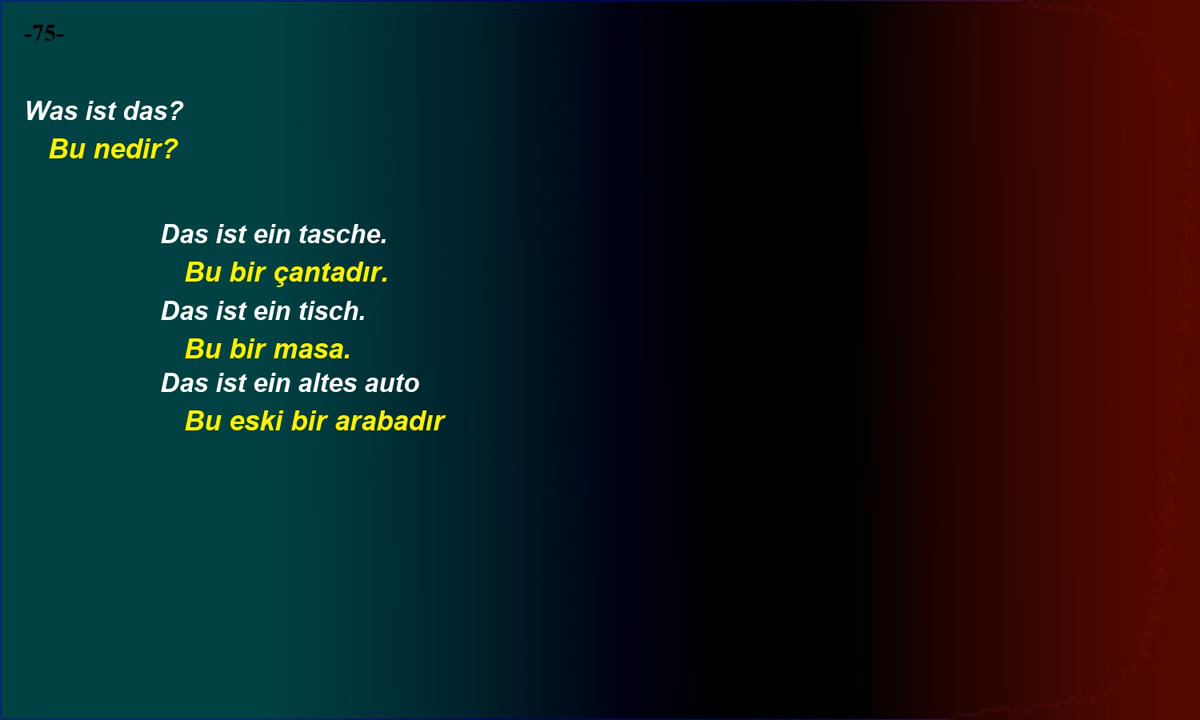 -75-
Was ist das?
Bu nedir?
Das ist ein tasche.
Bu bir çantadır.
Das ist ein tisch.
Bu bir masa.
Das ist ein altes auto
Bu eski bir arabadır